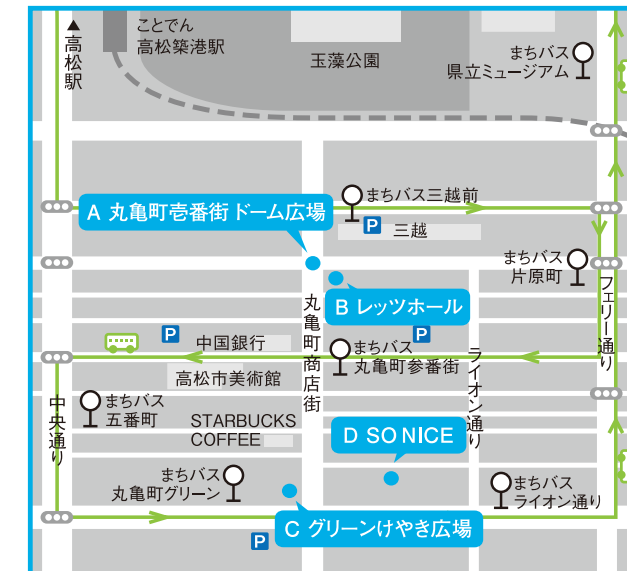 ▲高松駅
ことでん
高松築港駅
玉藻公園
まちバス
県立ミュージアム
A 丸亀町壱番街 ドーム広場
まちバス三越前
P
三越
まちバス
片原町
B レッツホール
丸亀町商店街
フェリー通り
P
中国銀行
P
まちバス
丸亀町参番街
ライオン通り
高松市美術館
中央通り
まちバス
五番町
STARBUCKS
COFFEE
D SO NICE
まちバス
丸亀町グリーン
まちバス
ライオン通り
C グリーンけやき広場
P